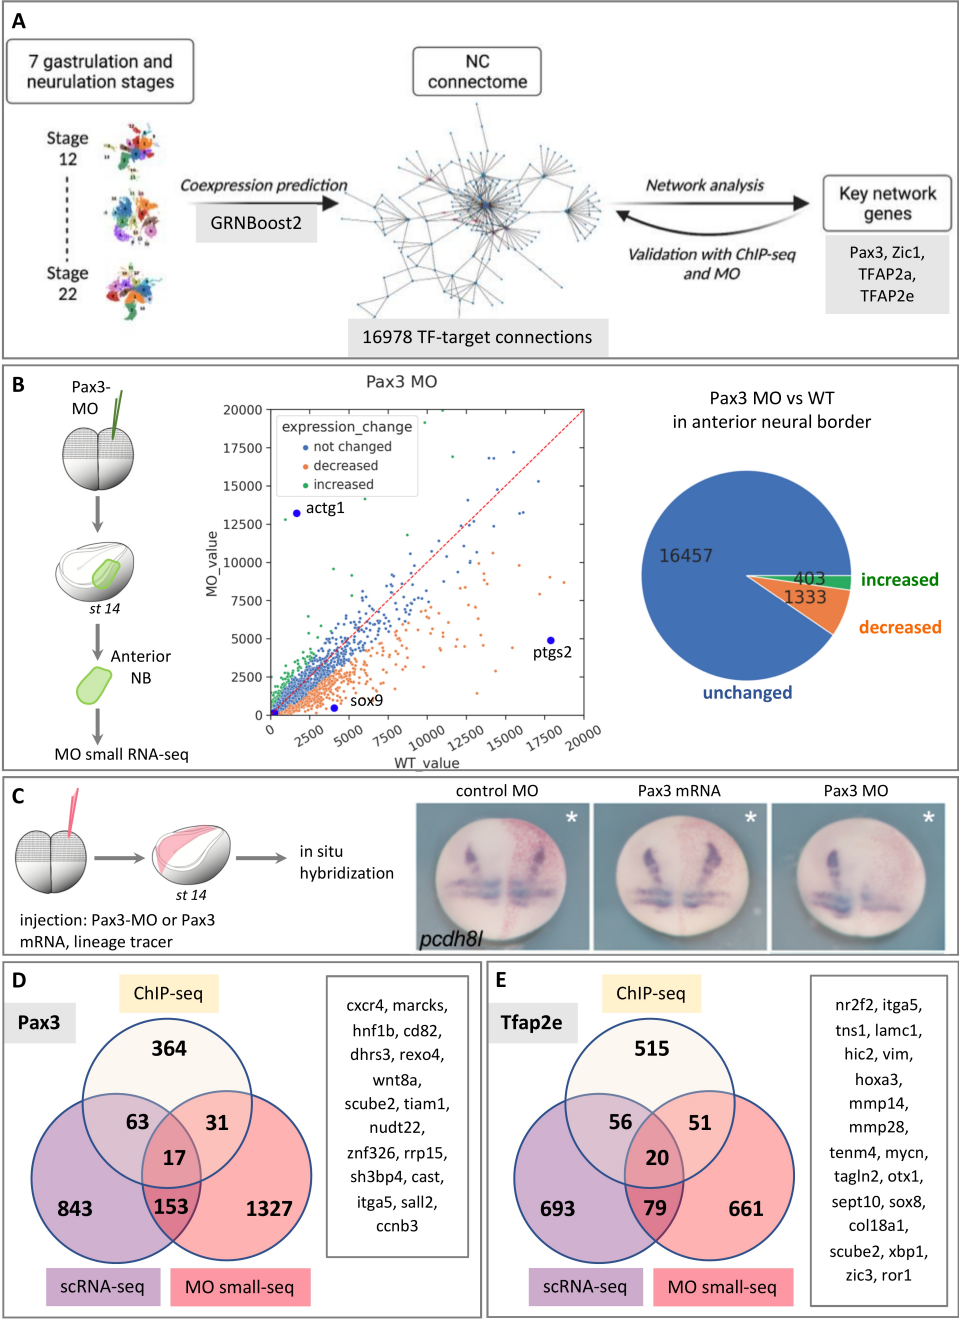 A
7 gastrulation and
neurulation stages
NC
connectome
Stage
12
Stage
22
Coexpression prediction
GRNBoost2
Network analysis
Validation with ChIP-seq
and MO
Key network
genes
Pax3, Zic1,
TFAP2a,
TFAP2e
16978 TF-target connections
B
Pax3-
MO
st 14
Anterior
NB
MO small RNA-seq
Pax3 MO
MO_value
20000
17500
15000
12500
10000
7500
5000
2500
0
expression_change
not changed
decreased
increased
actg1
ptgs2
sox9
0
2500
5000
7500
10000
12500
15000
17500
20000
WT_value
Pax3 MO vs WT
in anterior neural border
16457
403
1333
increased
decreased
unchanged
C
st 14
in situ
hybridization
injection: Pax3-MO or Pax3
mRNA, lineage tracer
control MO
Pax3 mRNA
Pax3 MO
*
*
*
pcdh8l
D
ChIP-seq
Pax3
364
63
31
17
843
153
1327
scRNA-seq
MO small-seq
cxcr4, marcks,
hnf1b, cd82,
dhrs3, rexo4,
wnt8a,
scube2, tiam1,
nudt22,
znf326, rrp15,
sh3bp4, cast,
itga5, sall2,
ccnb3
E
ChIP-seq
Tfap2e
515
56
51
20
693
79
661
scRNA-seq
MO small-seq
nr2f2, itga5,
tns1, lamc1,
hic2, vim,
hoxa3,
mmp14,
mmp28,
tenm4, mycn,
tagln2, otx1,
sept10, sox8,
col18a1,
scube2, xbp1,
zic3, ror1